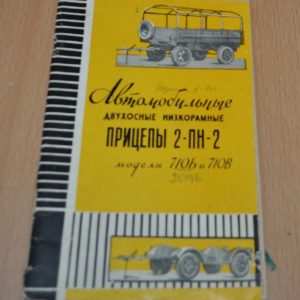 Автомобильные
ДВУХОСНЫЕ НИЗКОРАМНЫЕ
ПРИЦЕПЫ 2-ПН-2
модели 710Б и 710В